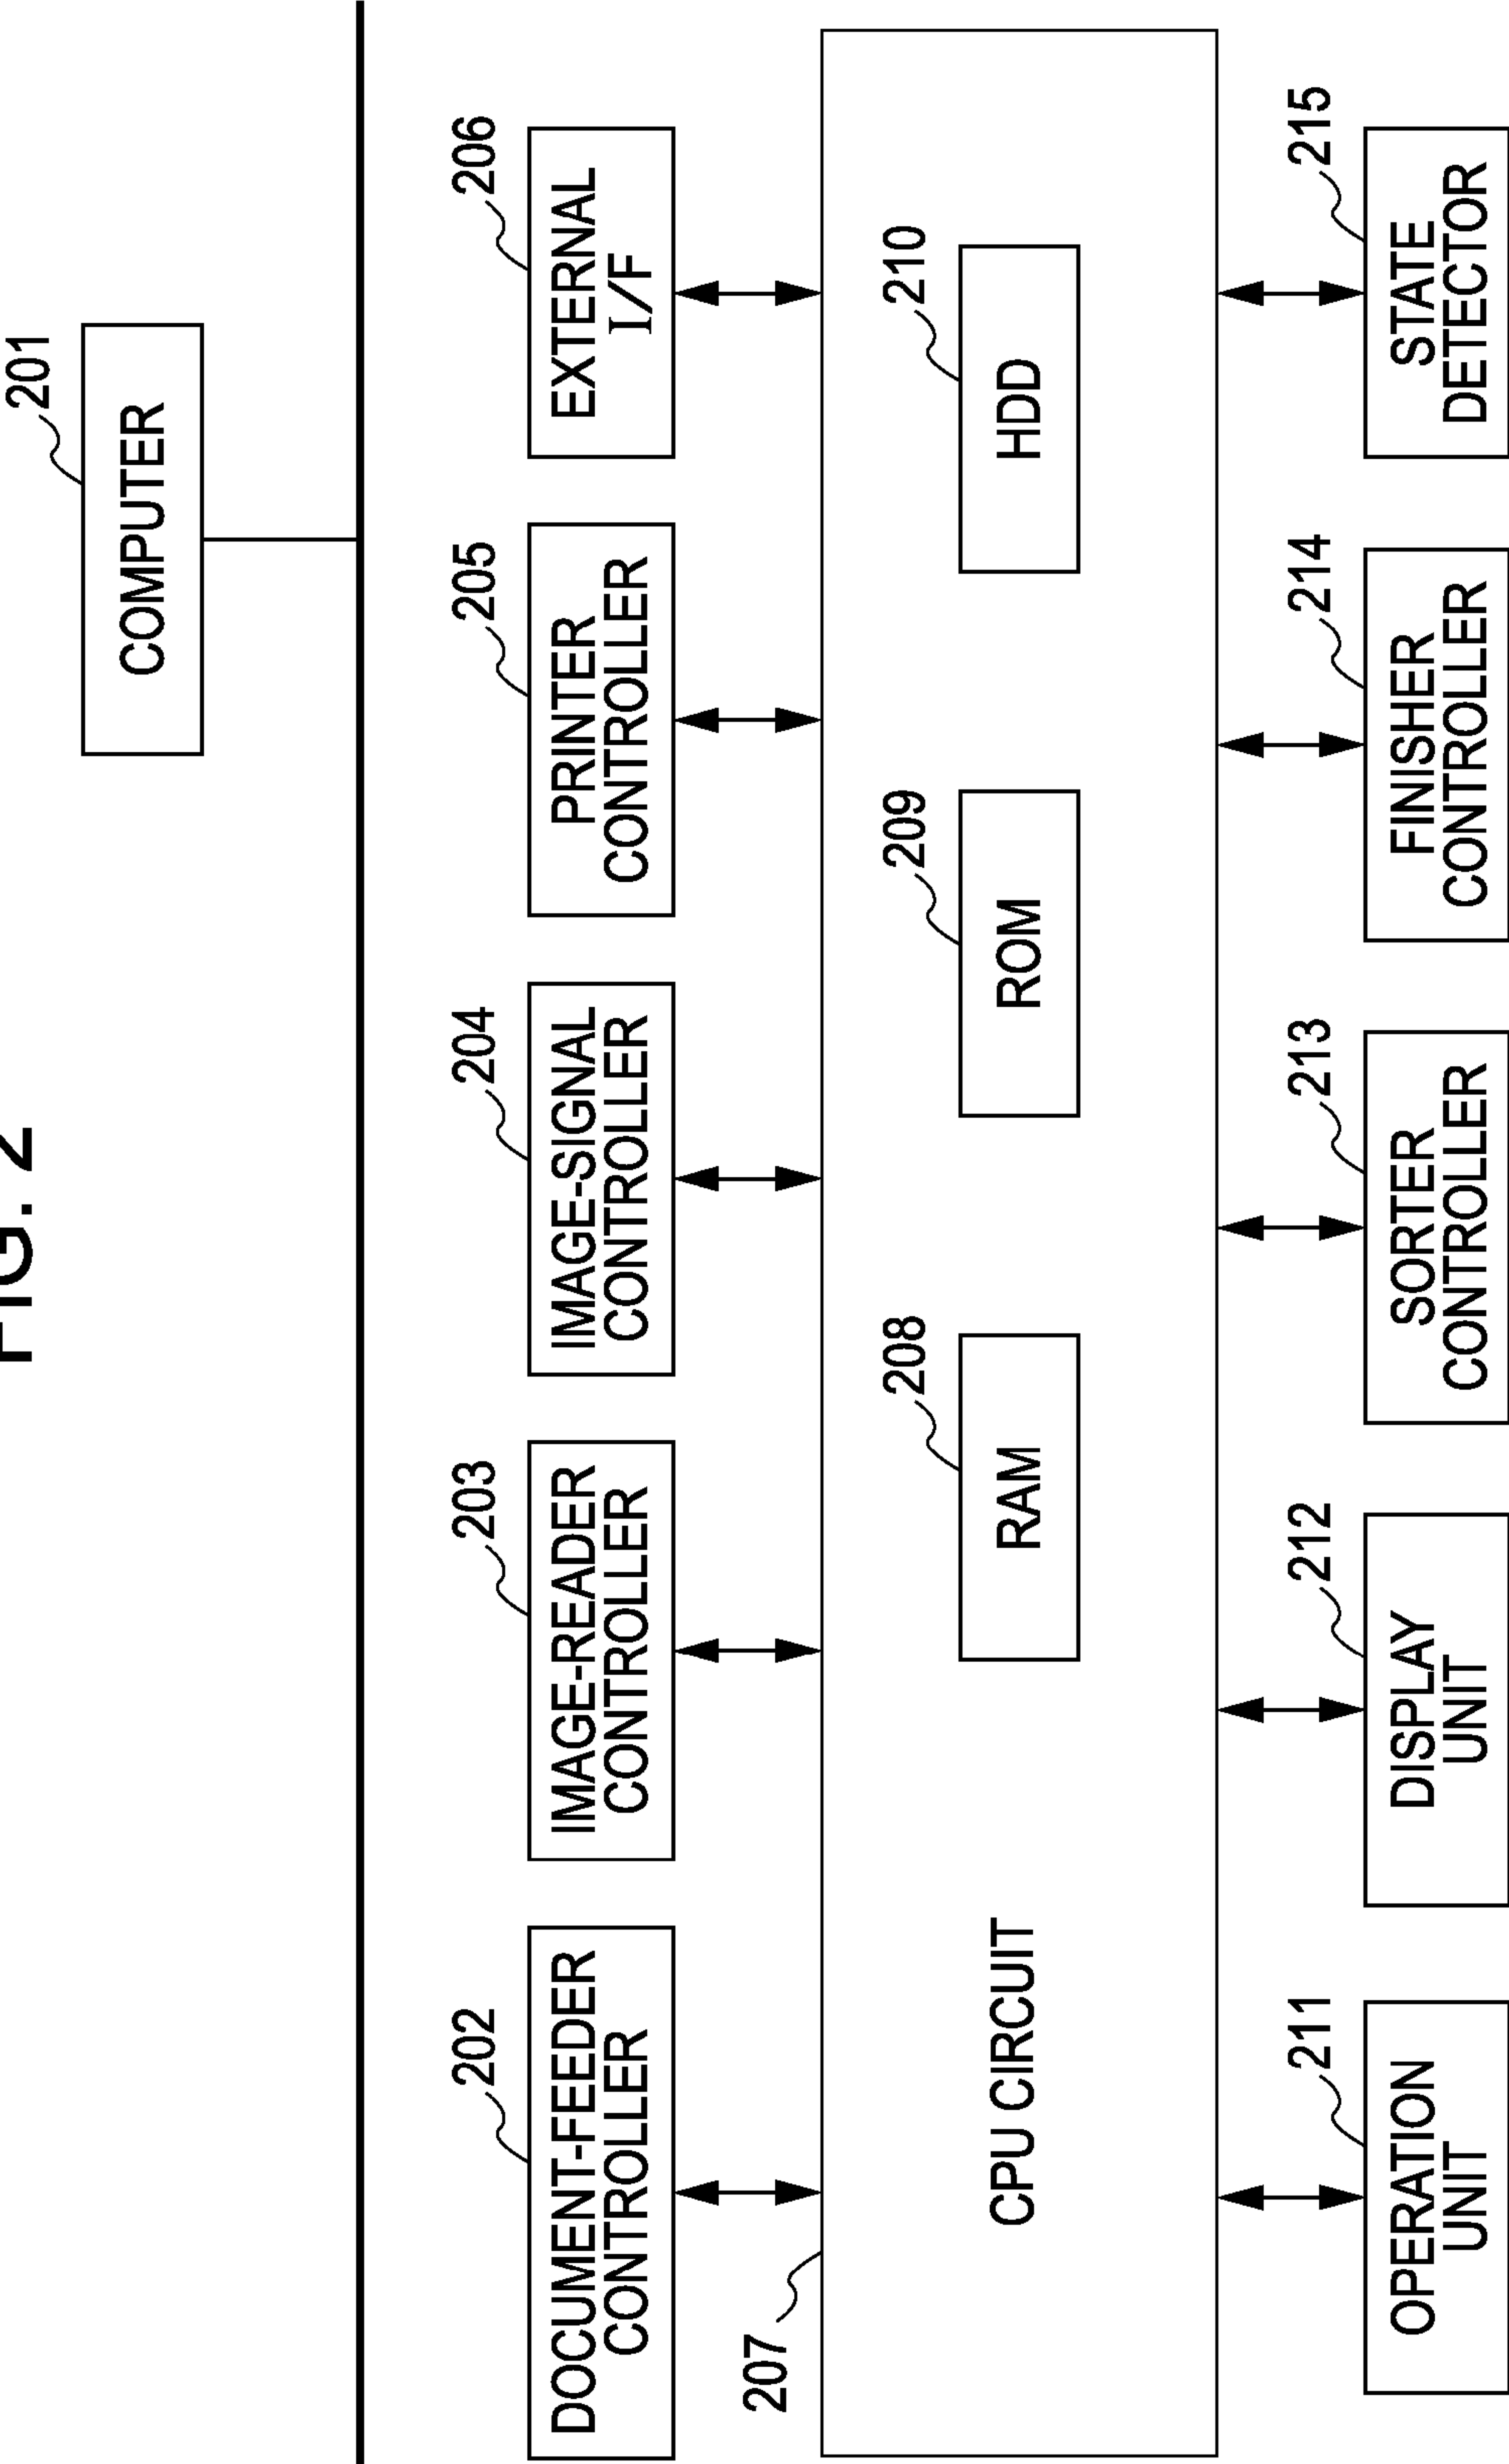 FIG. 2
201
COMPUTER
202
DOCUMENT-FEEDER
CONTROLLER
203
IMAGE-READER
CONTROLLER
204
IMAGE-SIGNAL
CONTROLLER
205
PRINTER
CONTROLLER
206
EXTERNAL
I/F
207
CPU CIRCUIT
208
RAM
209
ROM
210
HDD
211
OPERATION
UNIT
212
DISPLAY
UNIT
213
SORTER
CONTROLLER
214
FINISHER
CONTROLLER
215
STATE
DETECTOR